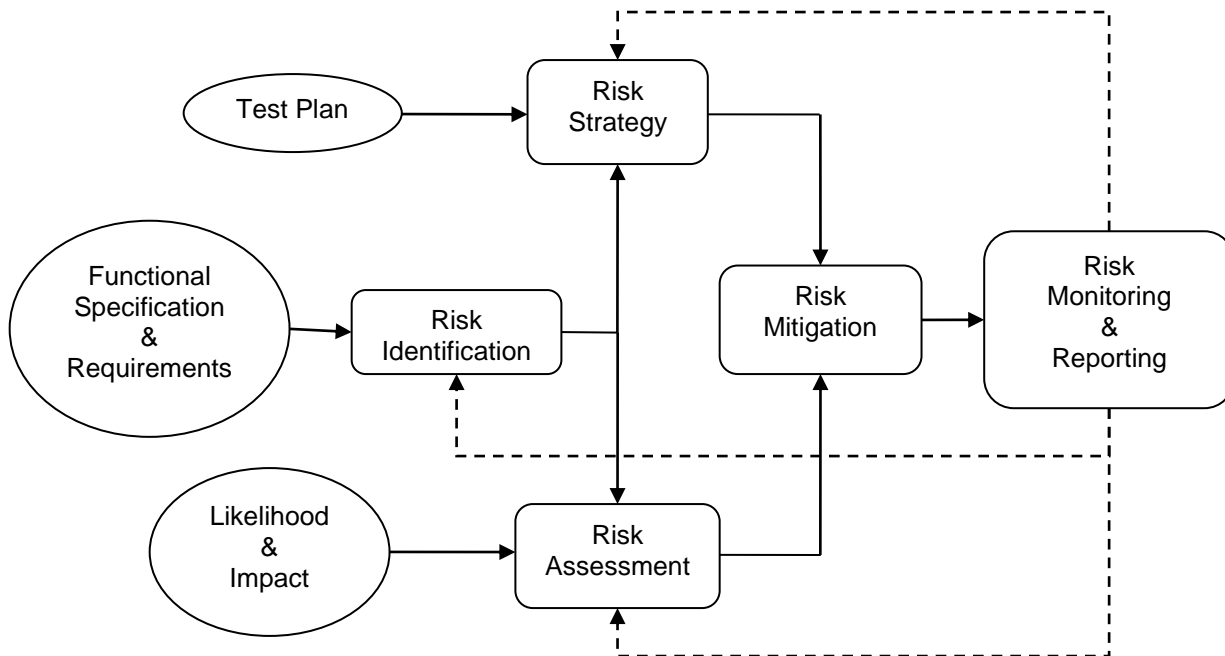 Test Plan
Risk
Strategy
Functional
Specification
&
Requirements
Risk
Identification
Risk
Mitigation
Risk
Monitoring
&
Reporting
Likelihood
&
Impact
Risk
Assessment